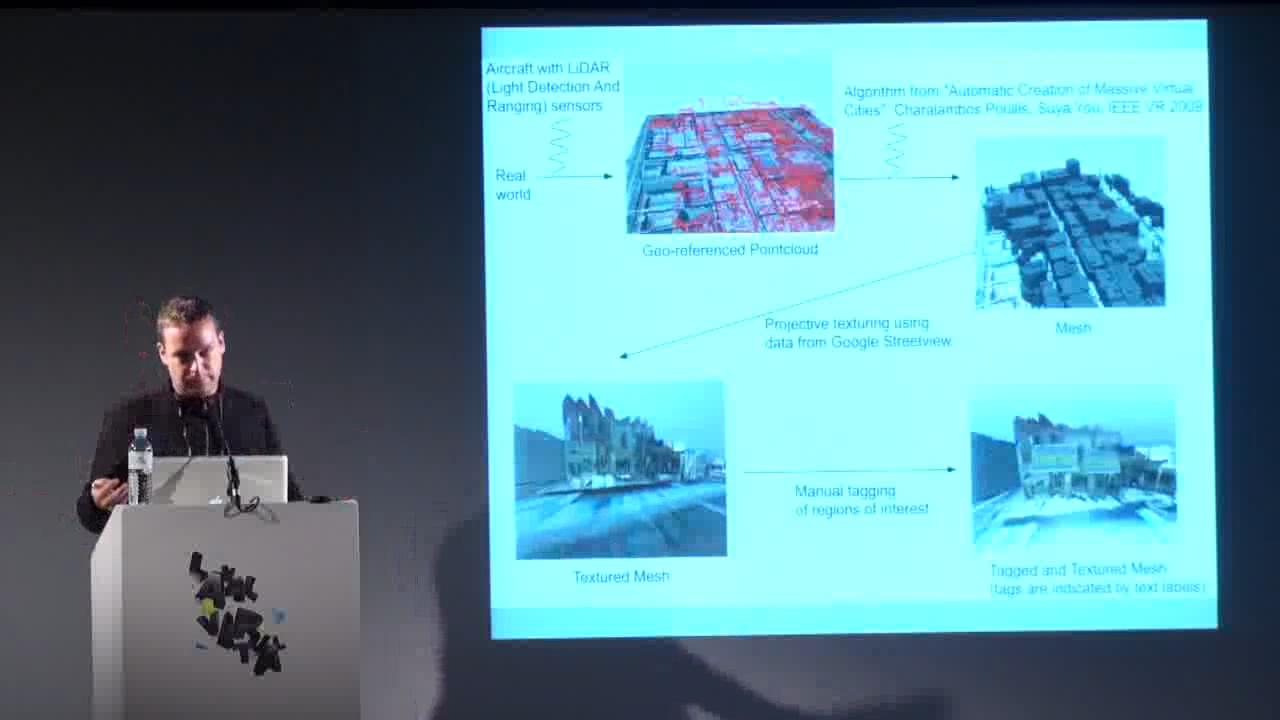 Aircraft with LiDAR
(Light Detection And
Ranging) sensors
Real
world
Geo-referenced Pointcloud
Algorithm from "Automatic Creation of Massive Virtual
Cities" Charalambos Poullis, Suya You, IEEE VR 2009
Mesh
Projective texturing using
data from Google Streetview
Textured Mesh
Manual tagging
of regions of interest
Tagged and Textured Mesh
(tags are indicated by text labels)